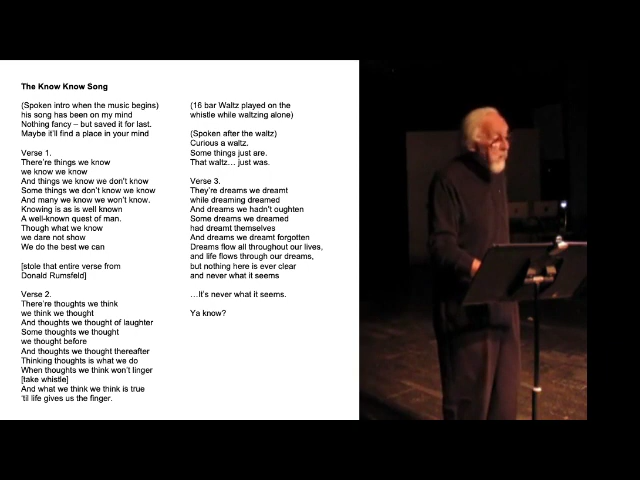 The Know Know Song
(Spoken intro when the music begins)
his song has been on my mind
Nothing fancy – but saved it for last.
Maybe it'll find a place in your mind
Verse 1.
There're things we know
we know we know
And things we know we don't know
Some things we don't know we know
And many we know we won't know.
Knowing is as is well known
A well-known quest of man.
Though what we know
we dare not show
We do the best we can
[stole that entire verse from
Donald Rumsfeld]
Verse 2.
There're thoughts we think
we think we thought
And thoughts we thought of laughter
Some thoughts we thought
we thought before
And thoughts we thought thereafter
Thinking thoughts is what we do
When thoughts we think won't linger
[take whistle]
And what we think we think is true
'til life gives us the finger.
(16 bar Waltz played on the
whistle while waltzing alone)
(Spoken after the waltz)
Curious a waltz.
Some things just are.
That waltz… just was.
Verse 3.
They're dreams we dreamt
while dreaming dreamed
And dreams we hadn't oughten
Some dreams we dreamed
had dreamt themselves
And dreams we dreamt forgotten
Dreams flow all throughout our lives,
and life flows through our dreams,
but nothing here is ever clear
and never what it seems
…It's never what it seems.
Ya know?